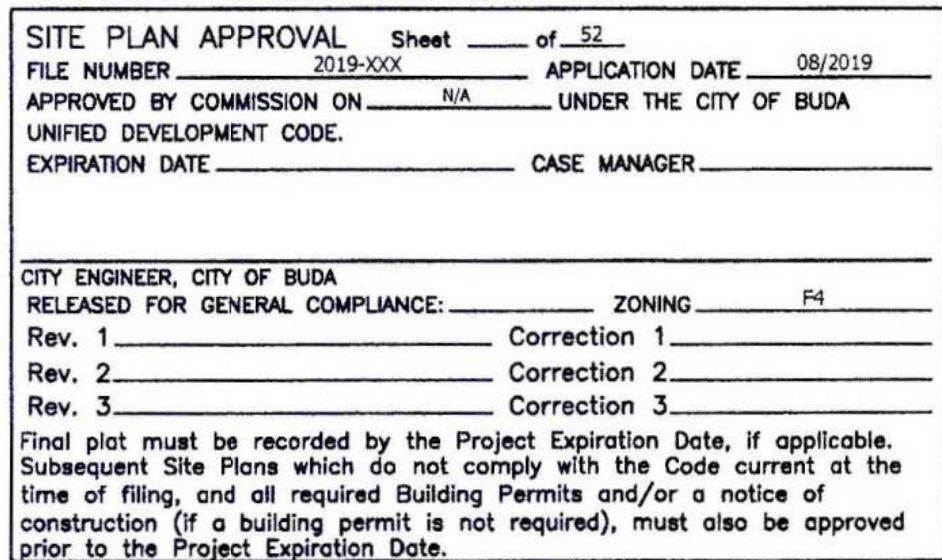 SITE PLAN APPROVAL Sheet ____ of 52
FILE NUMBER 2019-XXX APPLICATION DATE 08/2019
APPROVED BY COMMISSION ON N/A UNDER THE CITY OF BUDA
UNIFIED DEVELOPMENT CODE.
EXPIRATION DATE ____ CASE MANAGER ____
CITY ENGINEER, CITY OF BUDA
RELEASED FOR GENERAL COMPLIANCE: ____ ZONING F4
Rev. 1 ____ Correction 1 ____
Rev. 2 ____ Correction 2 ____
Rev. 3 ____ Correction 3 ____
Final plat must be recorded by the Project Expiration Date, if applicable.
Subsequent Site Plans which do not comply with the Code current at the
time of filing, and all required Building Permits and/or a notice of
construction (if a building permit is not required), must also be approved
prior to the Project Expiration Date.